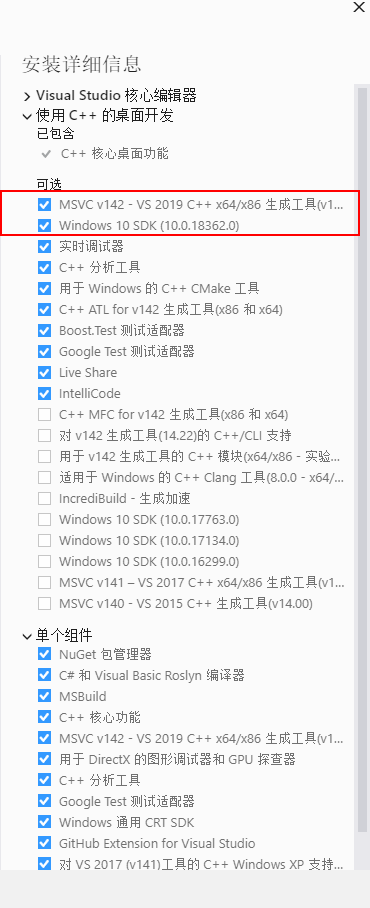 安装详细信息
Visual Studio 核心编辑器
使用 C++ 的桌面开发
已包含
C++ 核心桌面功能
可选
MSVC v142 - VS 2019 C++ x64/x86 生成工具(v1...
Windows 10 SDK (10.0.18362.0)
实时调试器
C++ 分析工具
用于 Windows 的 C++ CMake 工具
C++ ATL for v142 生成工具(x86 和 x64)
Boost.Test 测试适配器
Google Test 测试适配器
Live Share
IntelliCode
C++ MFC for v142 生成工具(x86 和 x64)
对 v142 生成工具(14.22)的 C++/CLI 支持
用于 v142 生成工具的 C++ 模块(x64/x86 - 实验...
适用于 Windows 的 C++ Clang 工具(8.0.0 - x64/...
IncrediBuild - 生成加速
Windows 10 SDK (10.0.17763.0)
Windows 10 SDK (10.0.17134.0)
Windows 10 SDK (10.0.16299.0)
MSVC v141 – VS 2017 C++ x64/x86 生成工具(v1...
MSVC v140 - VS 2015 C++ 生成工具(v14.00)
单个组件
NuGet 包管理器
C# 和 Visual Basic Roslyn 编译器
MSBuild
C++ 核心功能
MSVC v142 - VS 2019 C++ x64/x86 生成工具(v1...
用于 DirectX 的图形调试器和 GPU 探查器
C++ 分析工具
Google Test 测试适配器
Windows 通用 CRT SDK
GitHub Extension for Visual Studio
对 VS 2017 (v141)工具的 C++ Windows XP 支持...